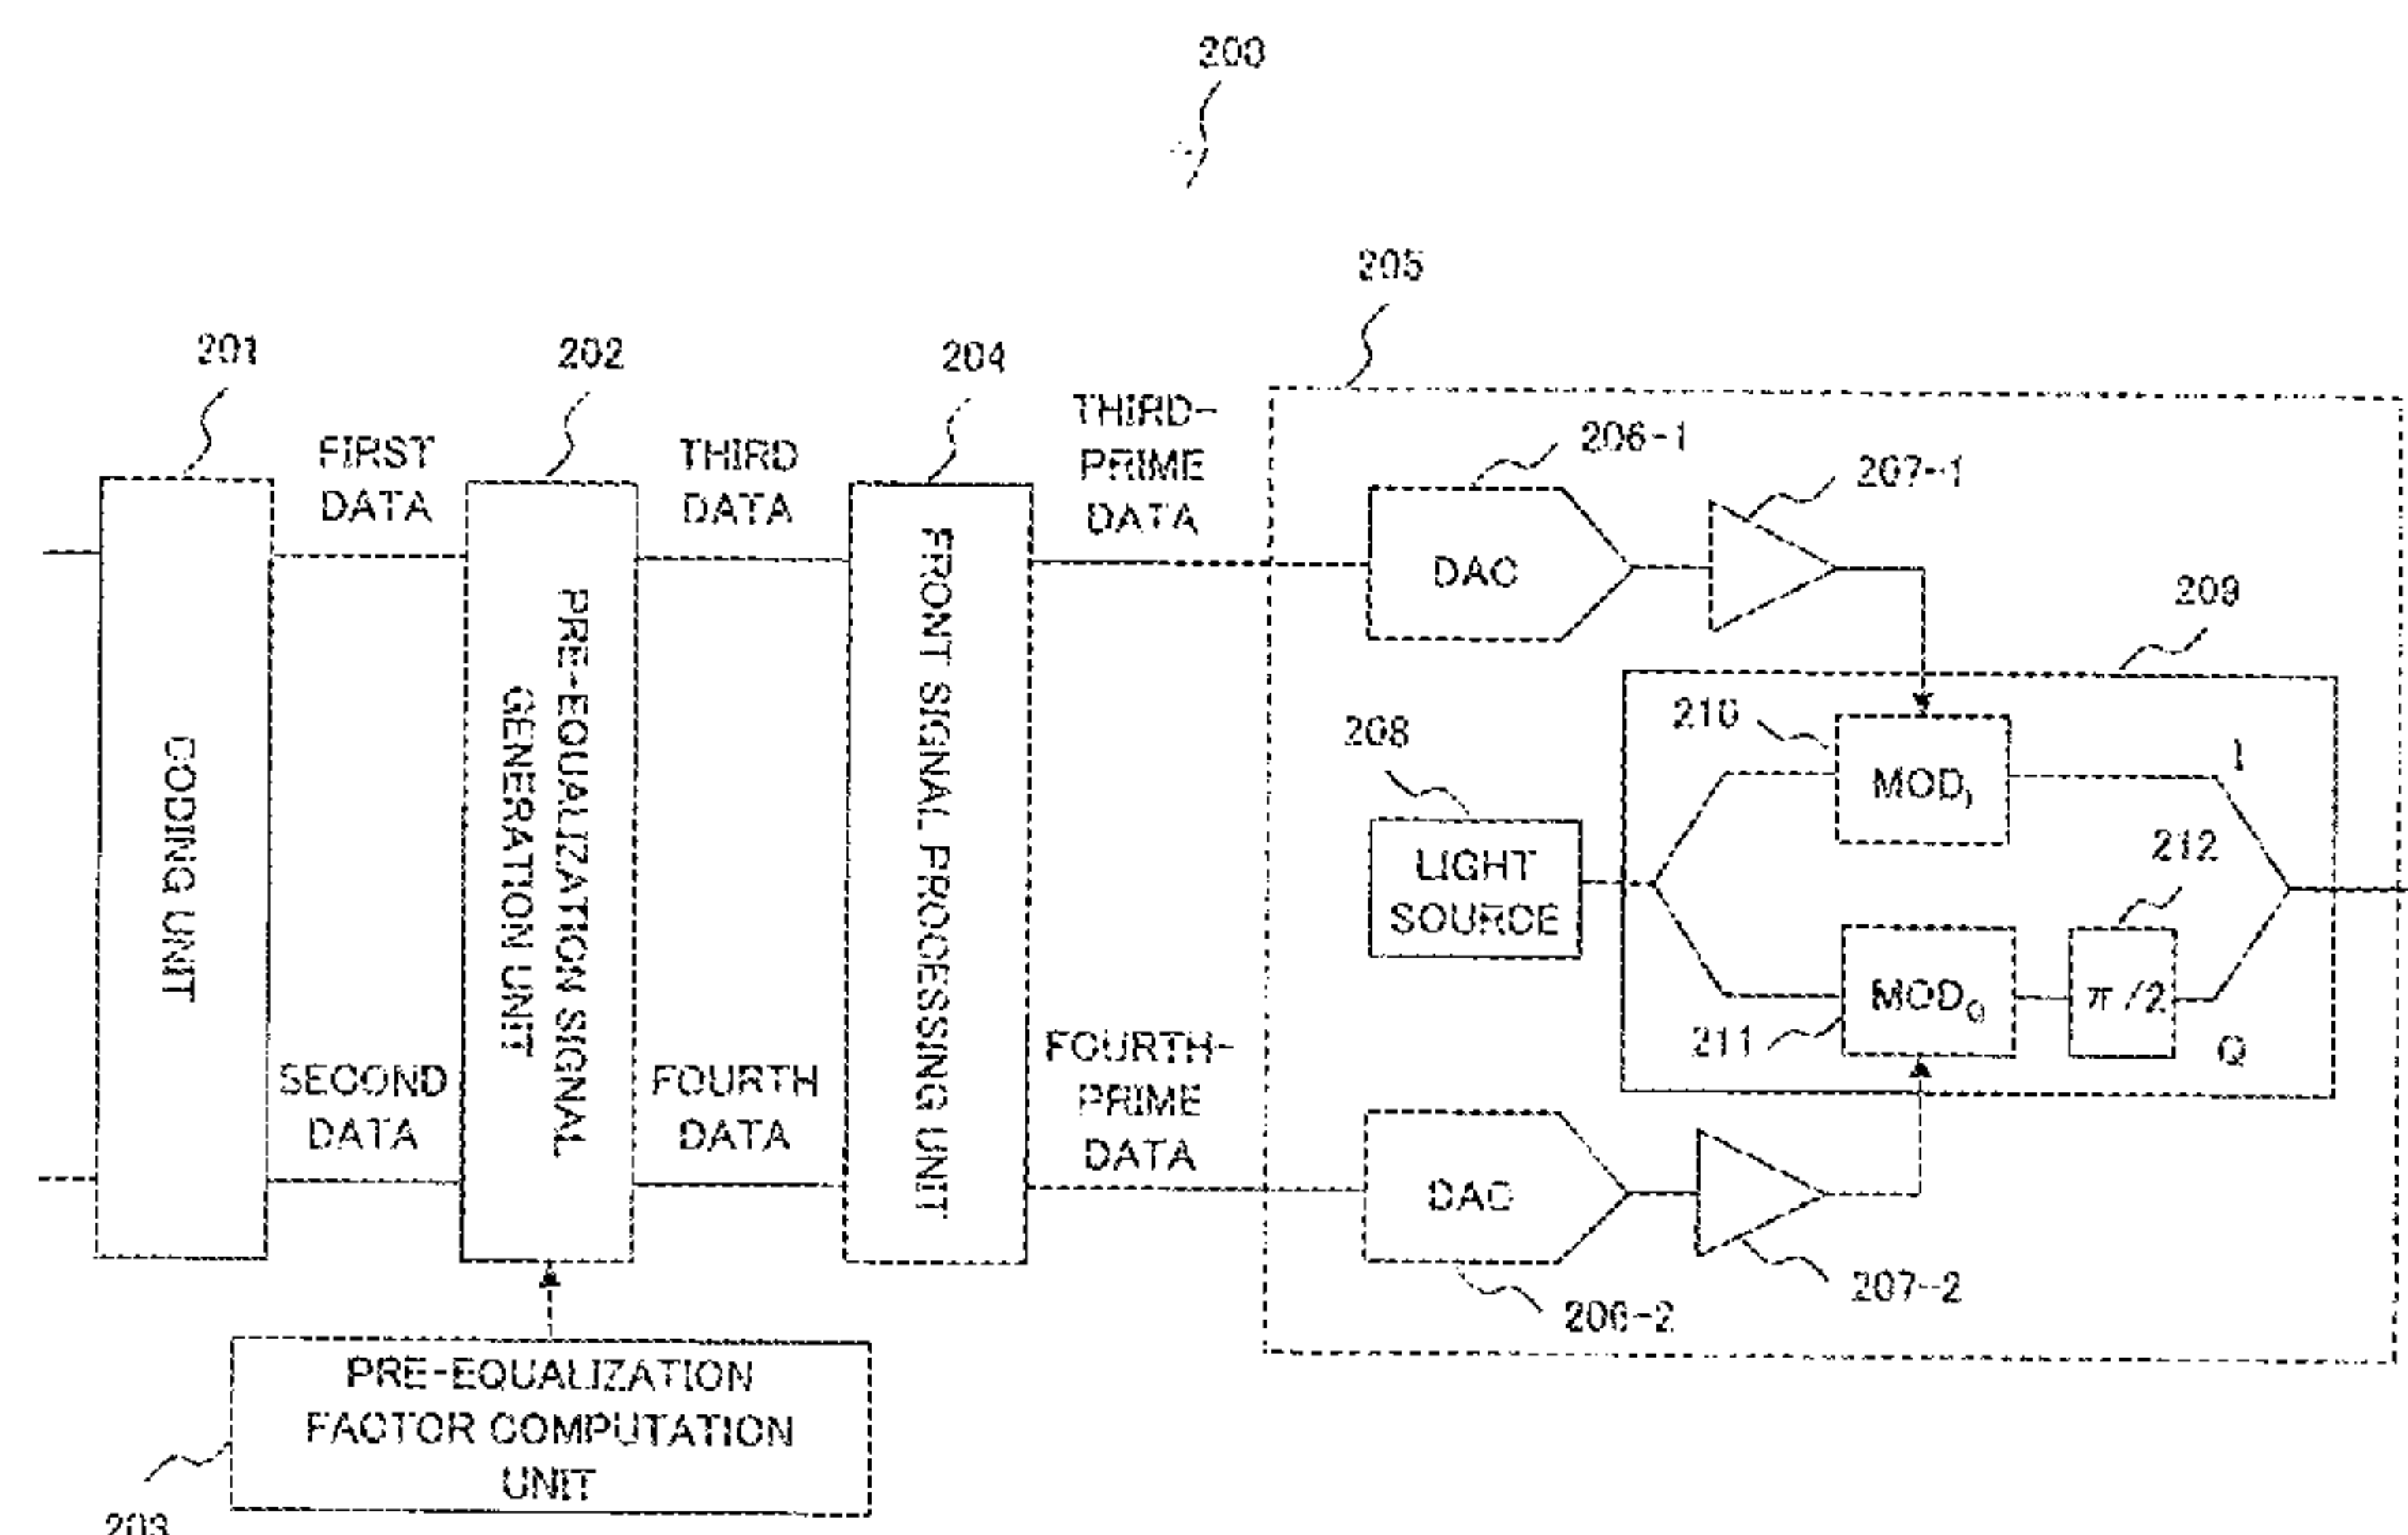 200
205
201
202
204
FIRST
DATA
THIRD
DATA
THIRD-
PRIME
DATA
206-1
207-1
DAC
209
CODING UNIT
PRE-EQUALIZATION SIGNAL
GENERATION UNIT
FRONT SIGNAL PROCESSING UNIT
210
MODI
I
208
LIGHT
SOURCE
212
MODQ
π/2
211
Q
SECOND
DATA
FOURTH
DATA
FOURTH-
PRIME
DATA
DAC
207-2
206-2
PRE-EQUALIZATION
FACTOR COMPUTATION
UNIT
203